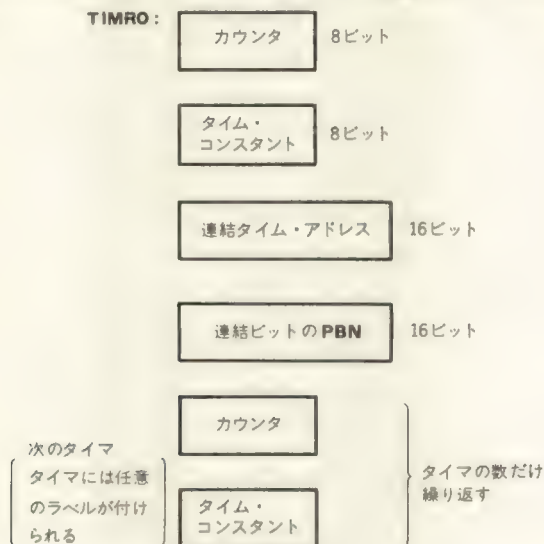 TIMRO:
カウンタ
8ビット
タイム・
コンスタント
8ビット
連結タイム・アドレス
16ビット
連結ビットのPBN
16ビット
カウンタ
次のタイマ
タイマには任意
のラベルが付け
られる
タイム・
コンスタント
タイマの数だけ
繰り返す